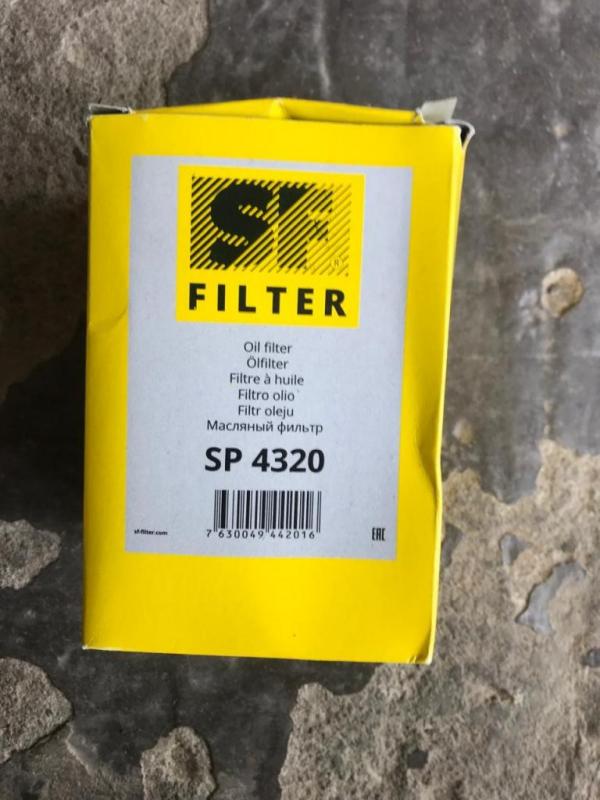 SF
FILTER
Oil filter
Ölfilter
Filtre à huile
Filtro olio
Filtr oleju
Масляный фильтр
SP 4320
7 630049 442016
sf-filter.com
EAC